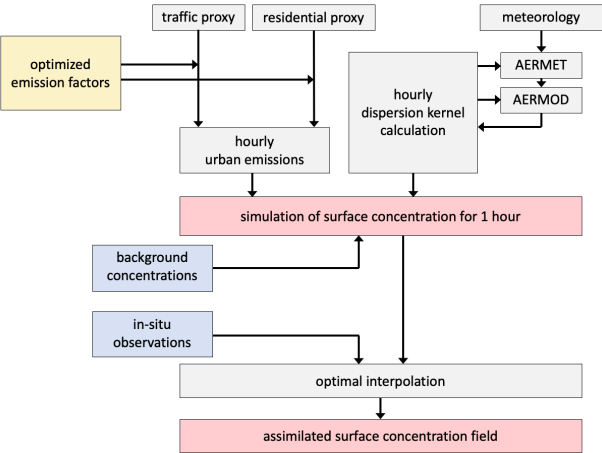 traffic proxy
residential proxy
meteorology
optimized
emission factors
AERMET
hourly
dispersion kernel
calculation
AERMOD
hourly
urban emissions
simulation of surface concentration for 1 hour
background
concentrations
in-situ
observations
optimal interpolation
assimilated surface concentration field